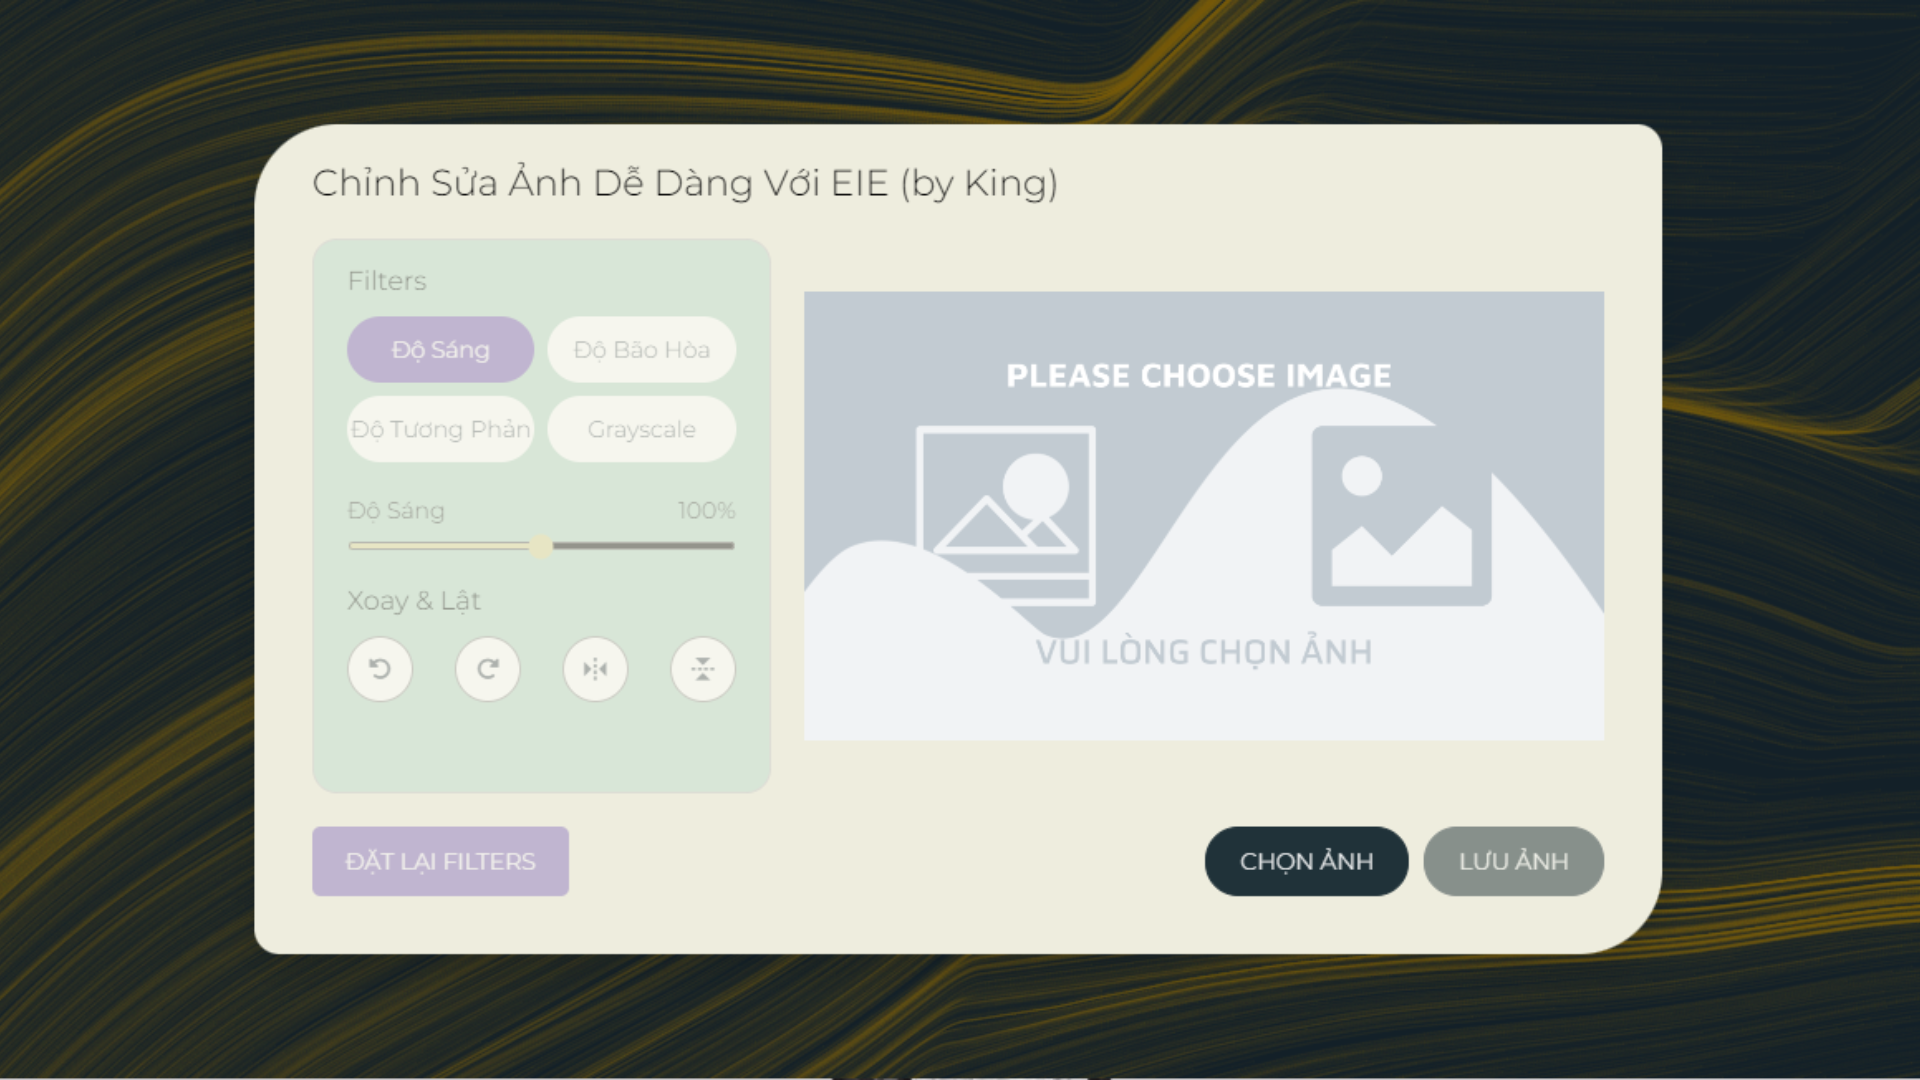 Chỉnh Sửa Ảnh Dễ Dàng Với EIE (by King)
Filters
Độ Sáng
Độ Bão Hòa
Độ Tương Phản
Grayscale
Độ Sáng
100%
Xoay & Lật
PLEASE CHOOSE IMAGE
VUI LÒNG CHỌN ẢNH
ĐẶT LẠI FILTERS
CHỌN ẢNH
LƯU ẢNH